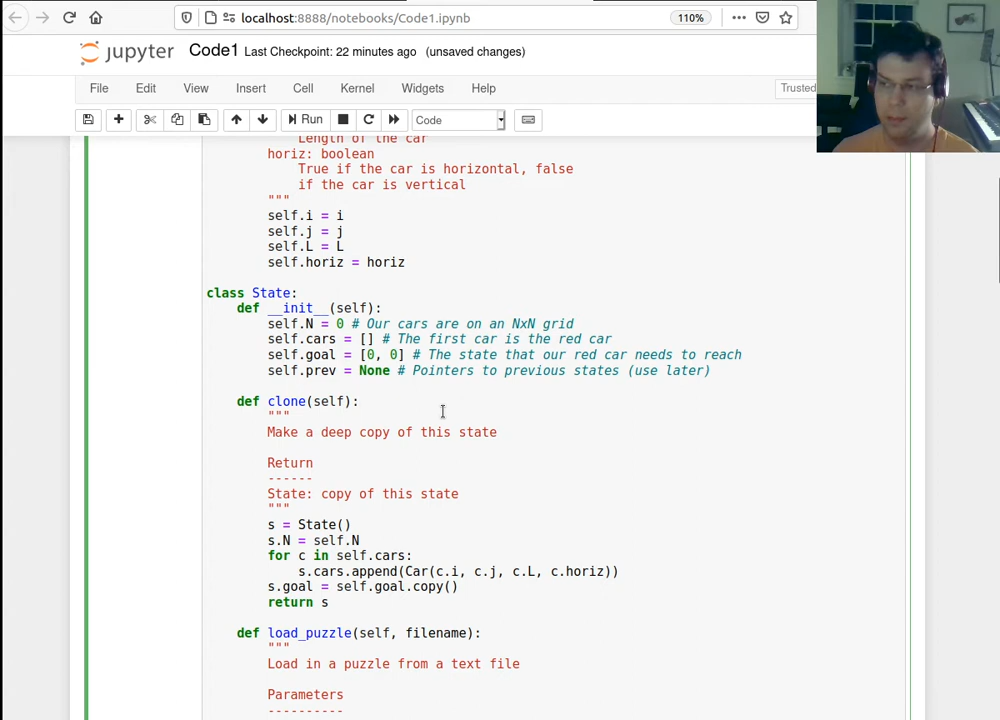 localhost:8888/notebooks/Code1.ipynb
110%
jupyter Code1 Last Checkpoint: 22 minutes ago (unsaved changes)
File Edit View Insert Cell Kernel Widgets Help Trusted
Run Code
Length of the car
horiz: boolean
True if the car is horizontal, false
if the car is vertical
"""
self.i = i
self.j = j
self.L = L
self.horiz = horiz
class State:
def __init__(self):
self.N = 0 # Our cars are on an NxN grid
self.cars = [] # The first car is the red car
self.goal = [0, 0] # The state that our red car needs to reach
self.prev = None # Pointers to previous states (use later)
def clone(self):
"""
Make a deep copy of this state
Return
------
State: copy of this state
"""
s = State()
s.N = self.N
for c in self.cars:
s.cars.append(Car(c.i, c.j, c.L, c.horiz))
s.goal = self.goal.copy()
return s
def load_puzzle(self, filename):
"""
Load in a puzzle from a text file
Parameters
----------